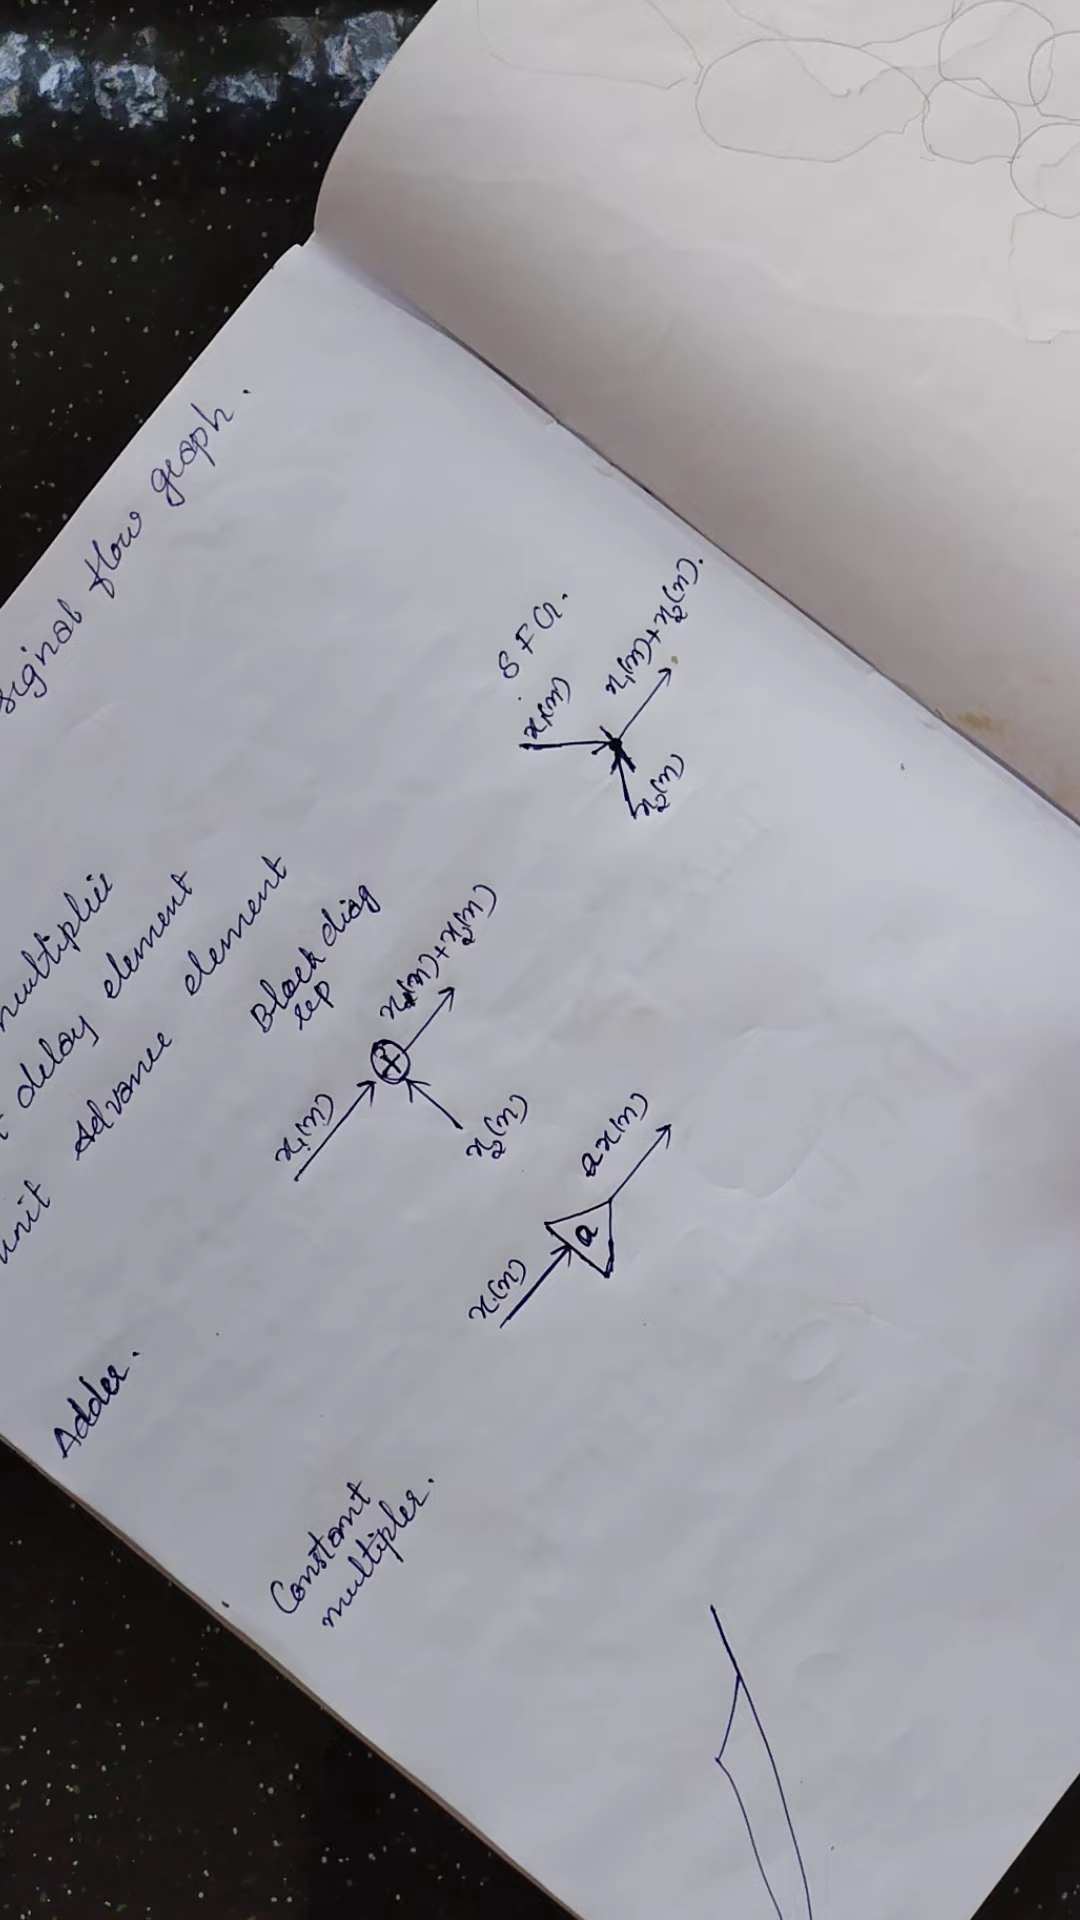 signal flow graph.
multiplier
delay element
unit Advance element
Block diag
rep
SFG.
Adder.
x₁(n)
x₁(n)+x₂(n)
x₂(n)
x₁(n)
x₁(n)+x₂(n).
x₂(n)
Constant
multipler.
x(n)
a
ax(n)